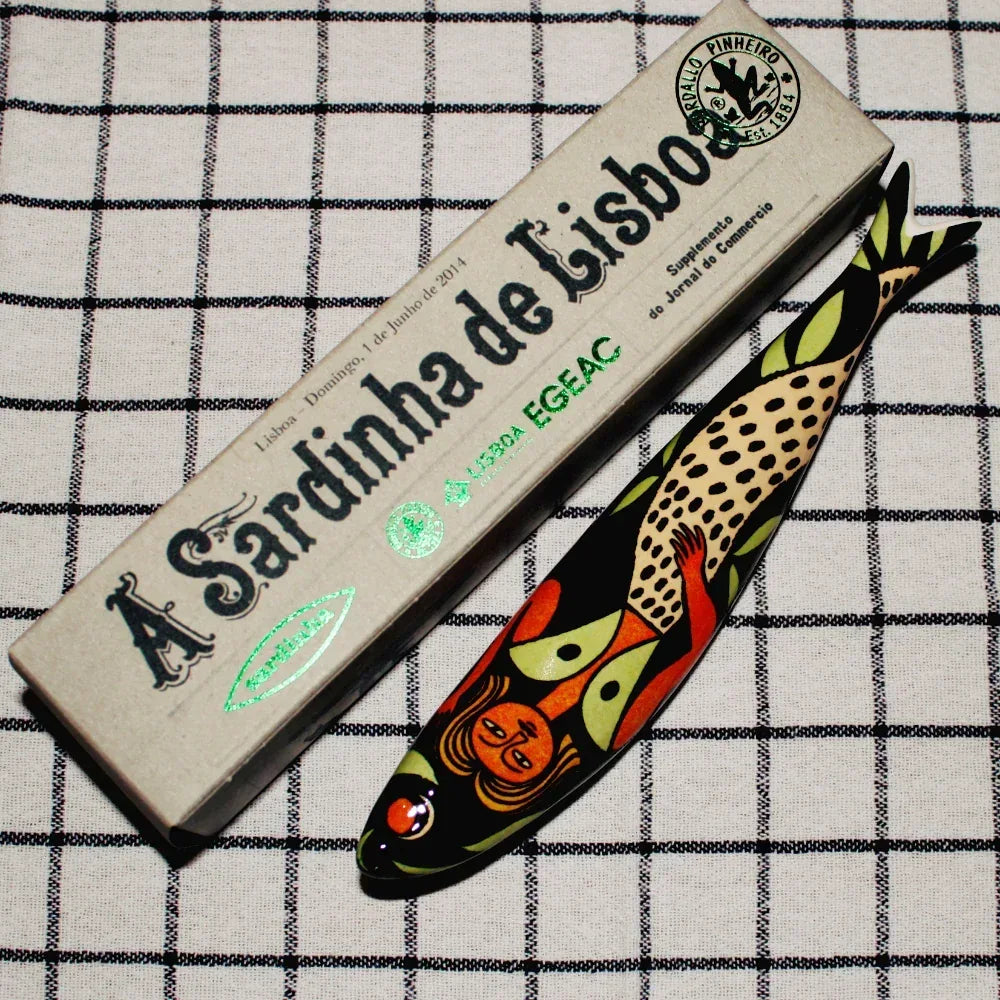 BORDALLO PINHEIRO
®
Est. 1884
Lisboa – Domingo, 1 de Junho de 2014
A Sardinha de Lisboa
Supplemento
do Jornal do Commercio
LISBOA
EGEAC
sardinha